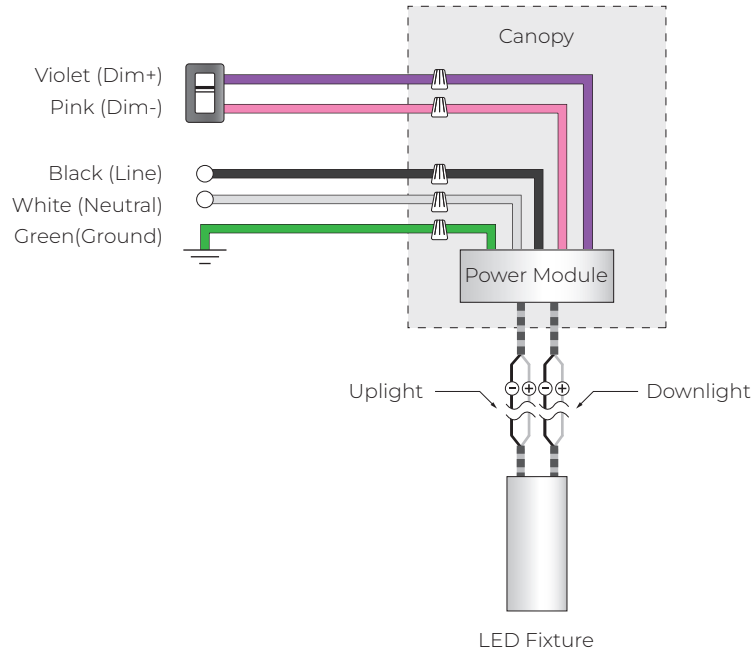 Canopy
Violet (Dim+)
Pink (Dim-)
Black (Line)
White (Neutral)
Green(Ground)
Power Module
- + - +
Uplight
Downlight
LED Fixture